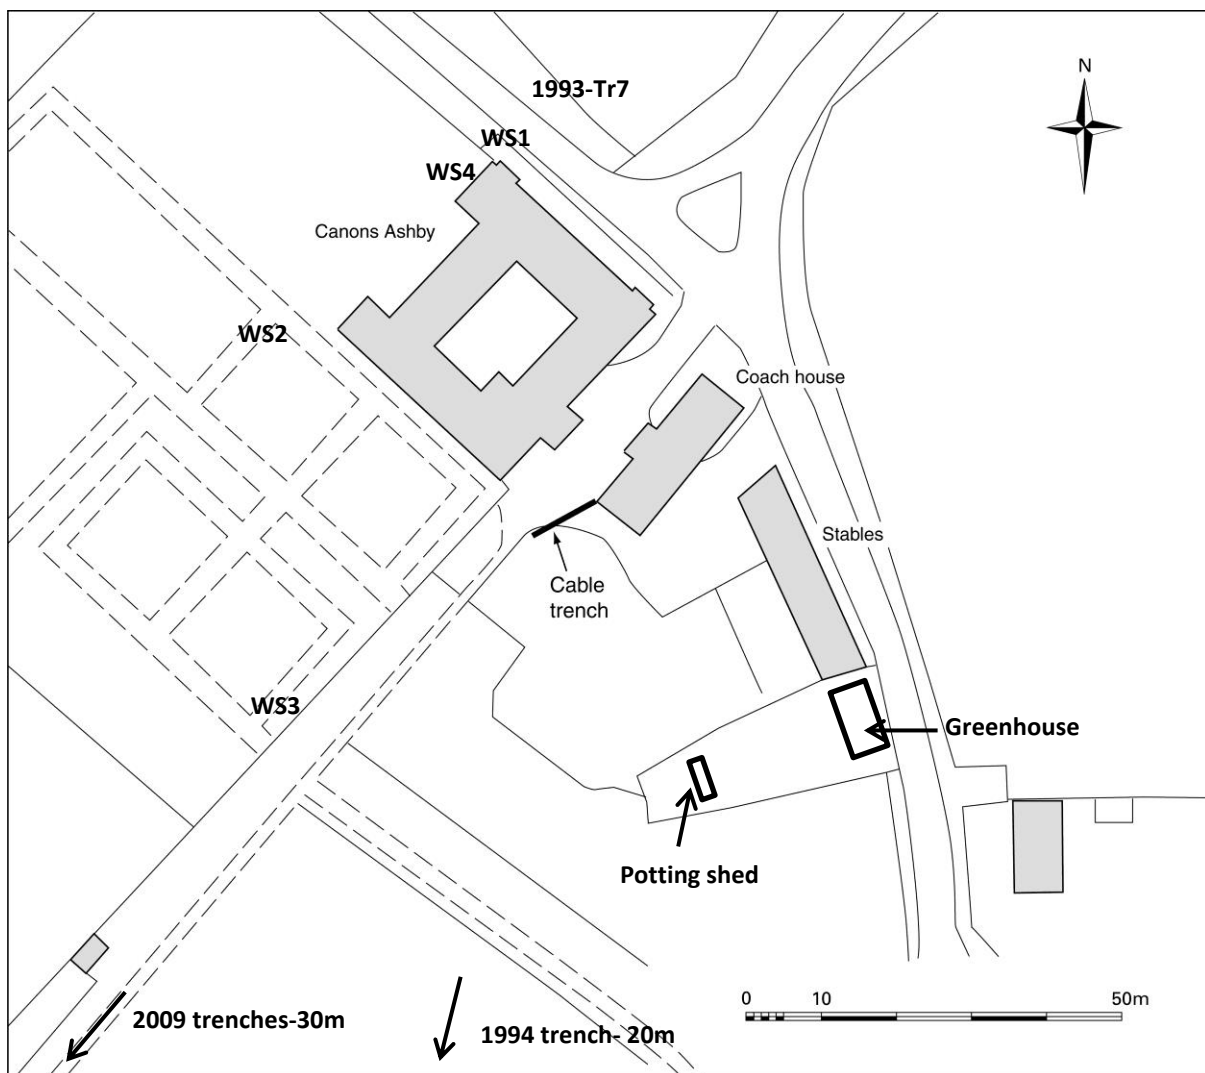 N
1993-Tr7
WS1
WS4
Canons Ashby
WS2
Coach house
Stables
Cable
trench
WS3
Greenhouse
Potting shed
0 10 50m
2009 trenches-30m
1994 trench- 20m